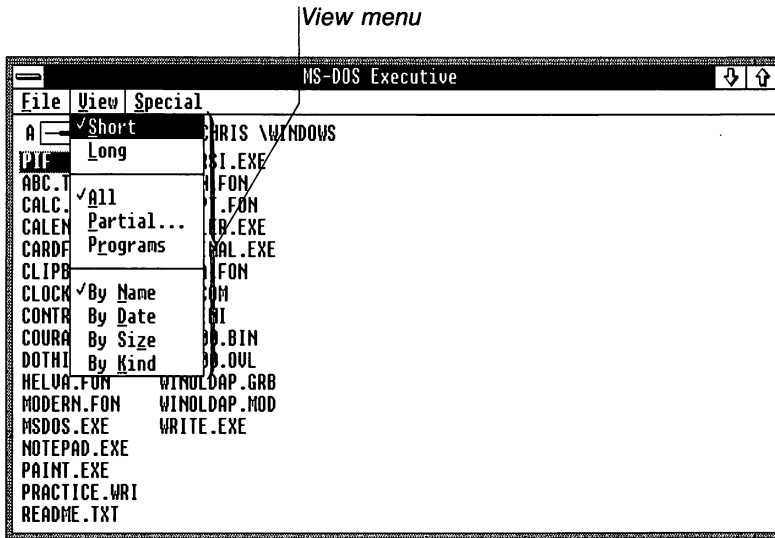 View menu
MS-DOS Executive
File View Special
A CHRIS \WINDOWS
✓Short
Long
✓All
Partial...
Programs
✓By Name
By Date
By Size
By Kind
PIF SI.EXE
ABC.T .FON
CALC. T.FON
CALEN ER.EXE
CARDF NAL.EXE
CLIPB .FON
CLOCK OM
CONTR
COURA .BIN
DOTHI .OVL
HELVA.FON WINOLDAP.GRB
MODERN.FON WINOLDAP.MOD
MSDOS.EXE WRITE.EXE
NOTEPAD.EXE
PAINT.EXE
PRACTICE.WRI
README.TXT